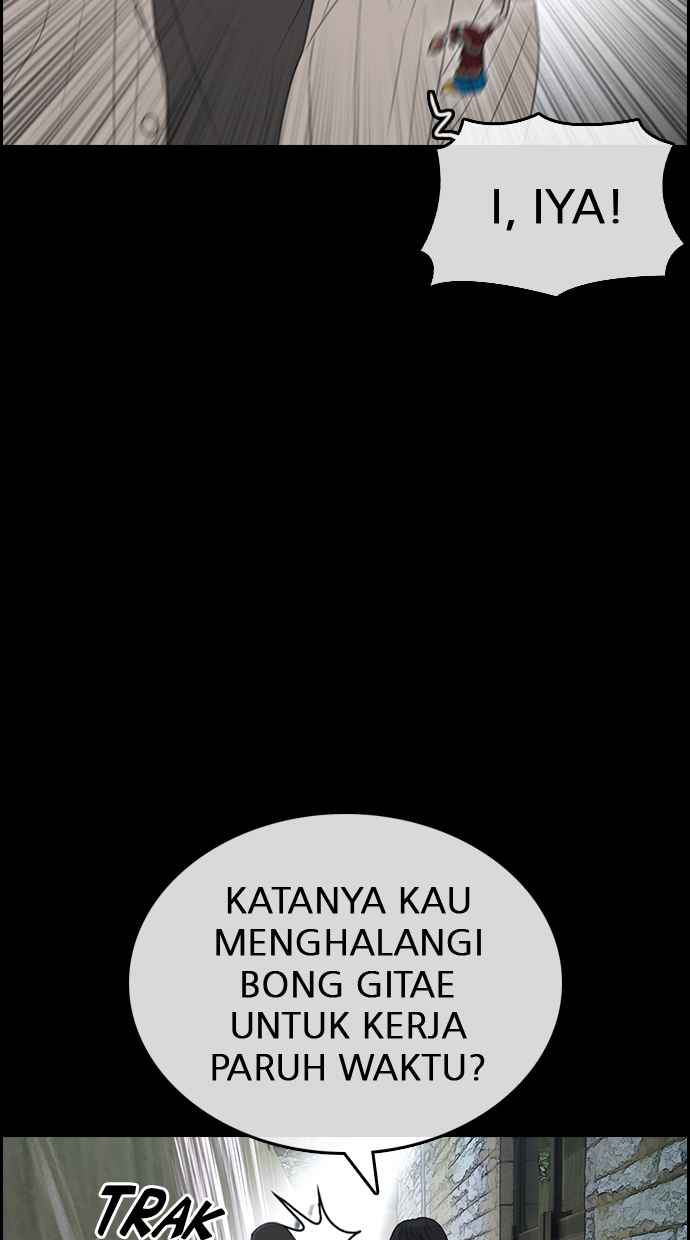 I, IYA!
KATANYA KAU
MENGHALANGI
BONG GITAE
UNTUK KERJA
PARUH WAKTU?
TRAK